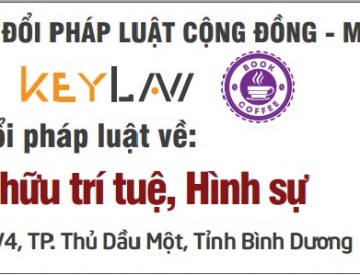 ĐỔI PHÁP LUẬT CỘNG ĐỒNG - M
KEYLAW
BOOK
COFFEE
ổi pháp luật về:
hữu trí tuệ, Hình sự
/4, TP. Thủ Dầu Một, Tỉnh Bình Dương